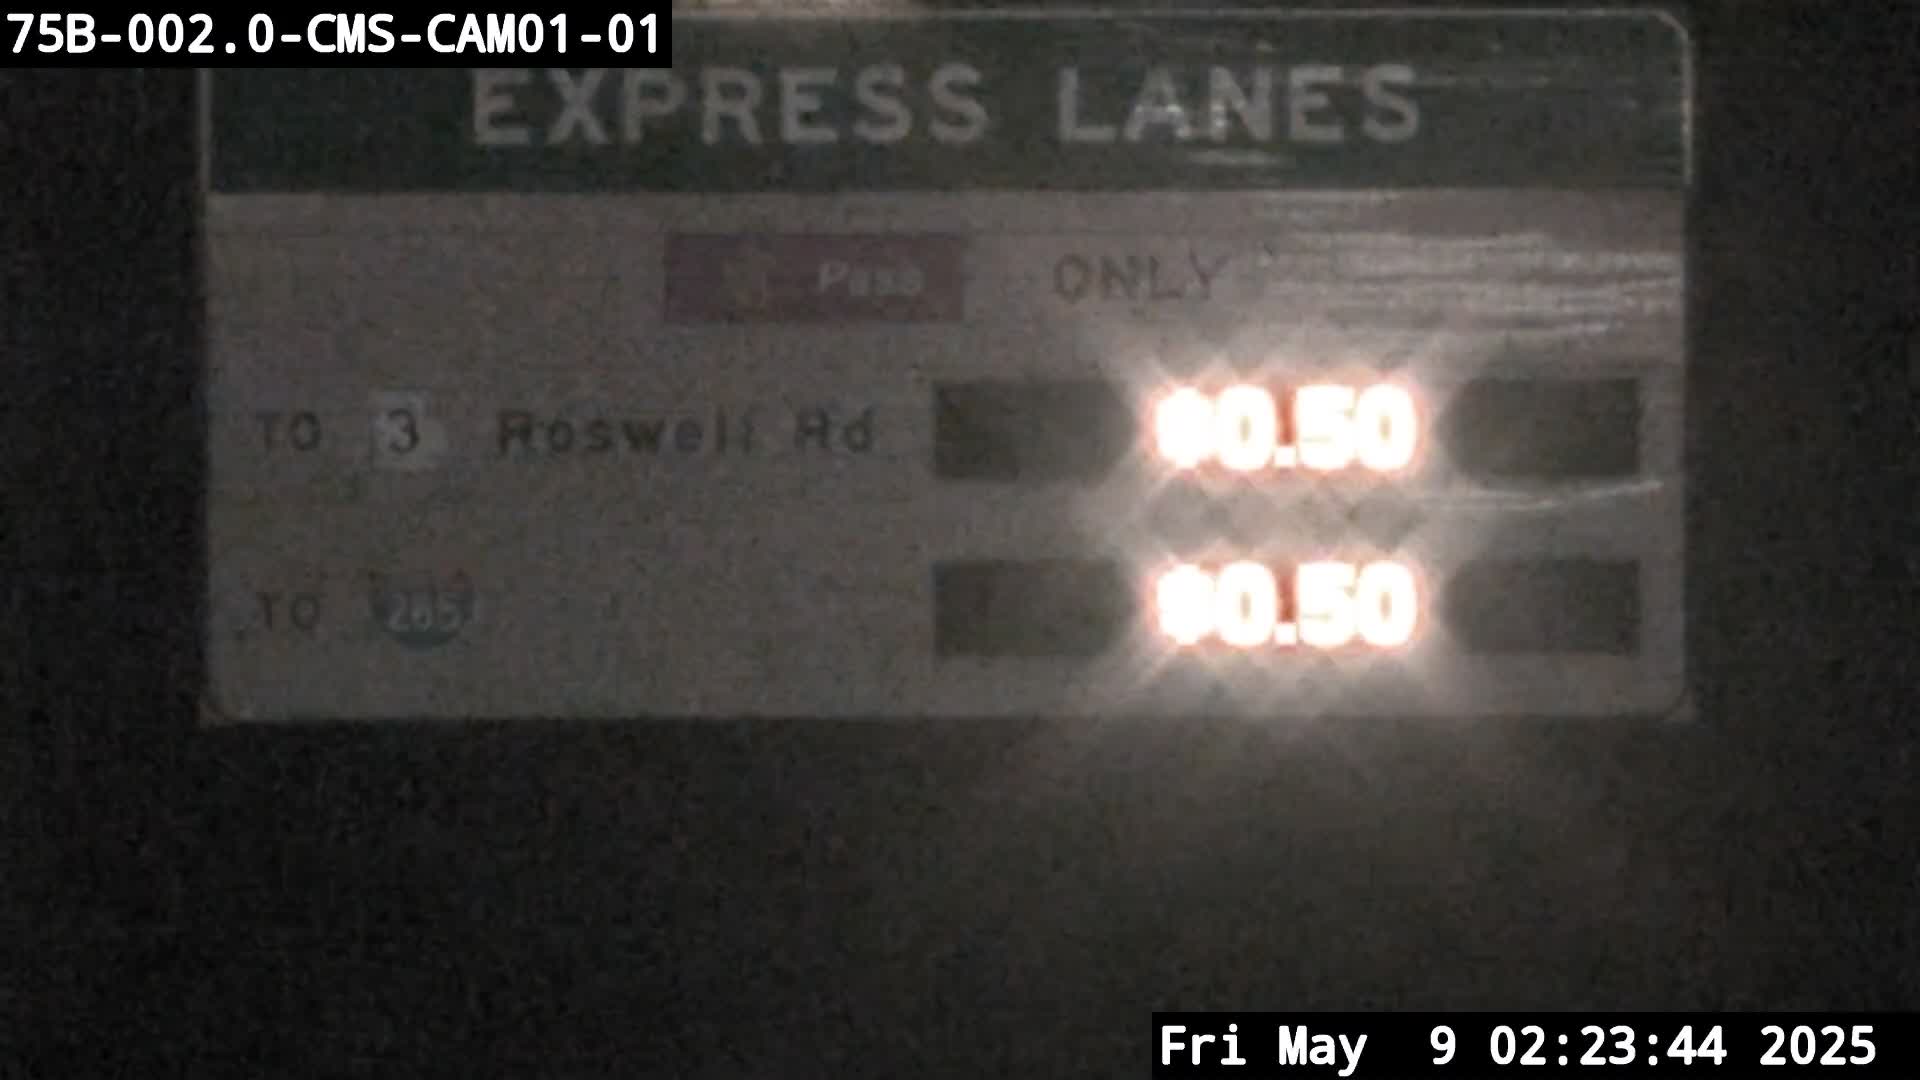 75B-002.0-CMS-CAM01-01
EXPRESS LANES
Pass ONLY
TO 3 Roswell Rd $0.50
TO 285 $0.50
Fri May 9 02:23:44 2025